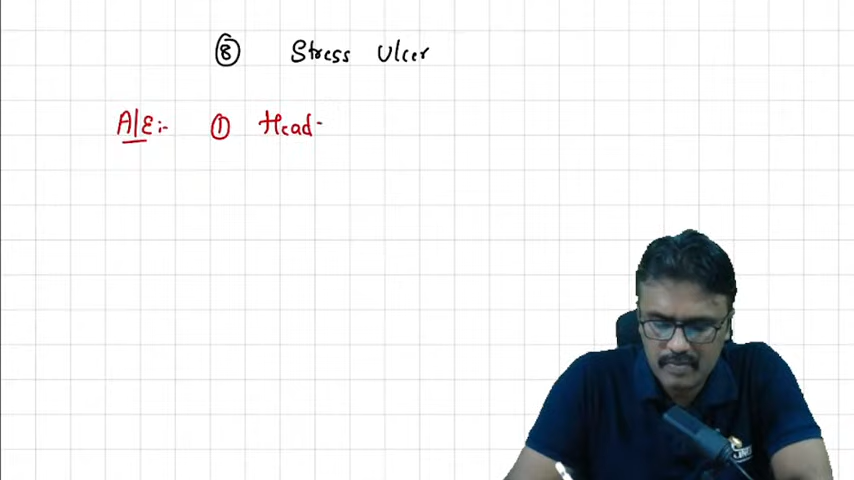 ⑧ Stress Ulcer
A/E:- ① Head-